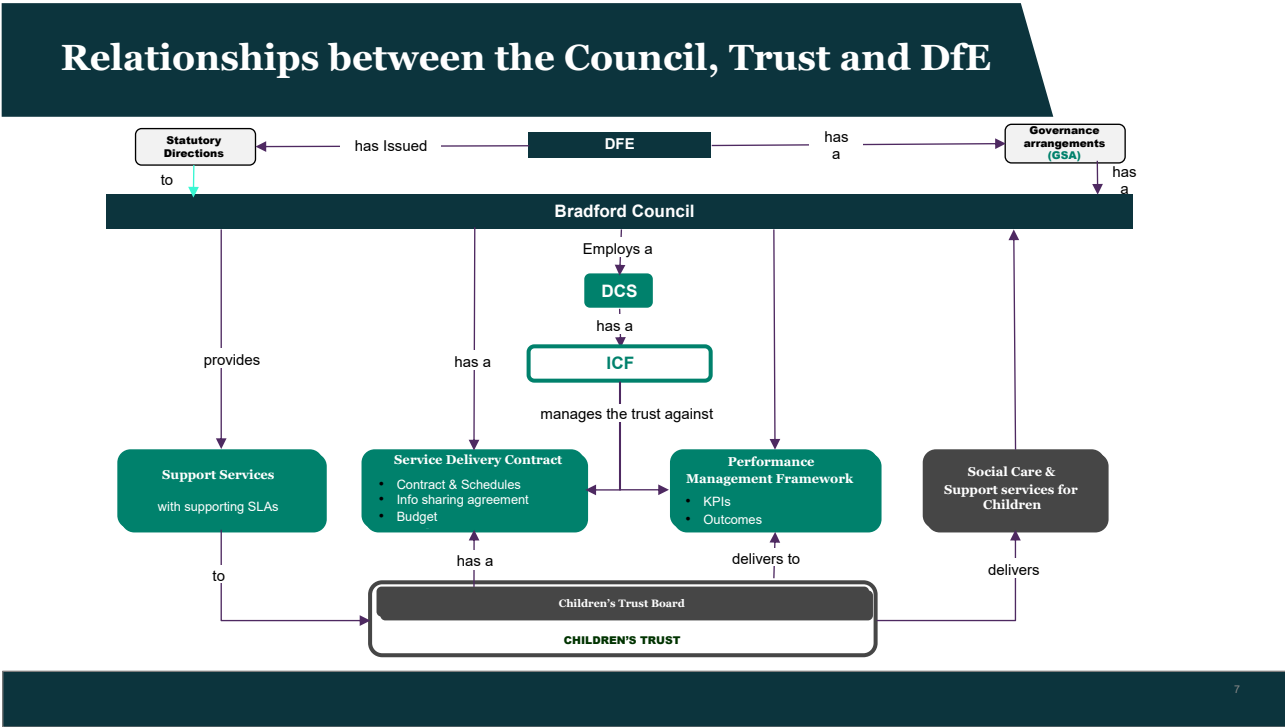 Relationships between the Council, Trust and DfE
Statutory
Directions
has Issued
DFE
has
a
Governance
arrangements
(GSA)
to
has
a
Bradford Council
Employs a
DCS
has a
ICF
provides
has a
manages the trust against
Support Services
with supporting SLAs
Service Delivery Contract
• Contract & Schedules
• Info sharing agreement
• Budget
Performance
Management Framework
• KPIs
• Outcomes
Social Care &
Support services for
Children
to
has a
delivers to
delivers
Children's Trust Board
CHILDREN'S TRUST
7